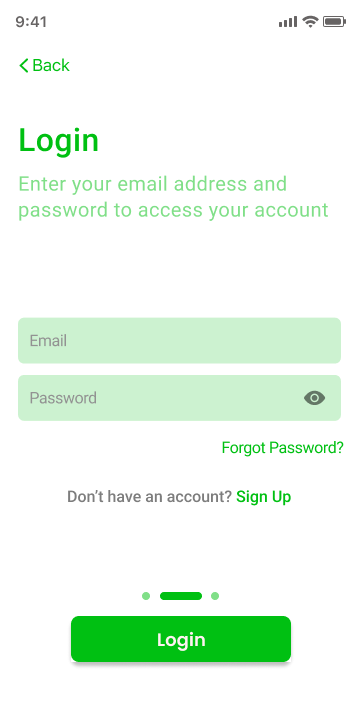 9:41
Back
Login
Enter your email address and
password to access your account
Email
Password
Forgot Password?
Don't have an account? Sign Up
Login